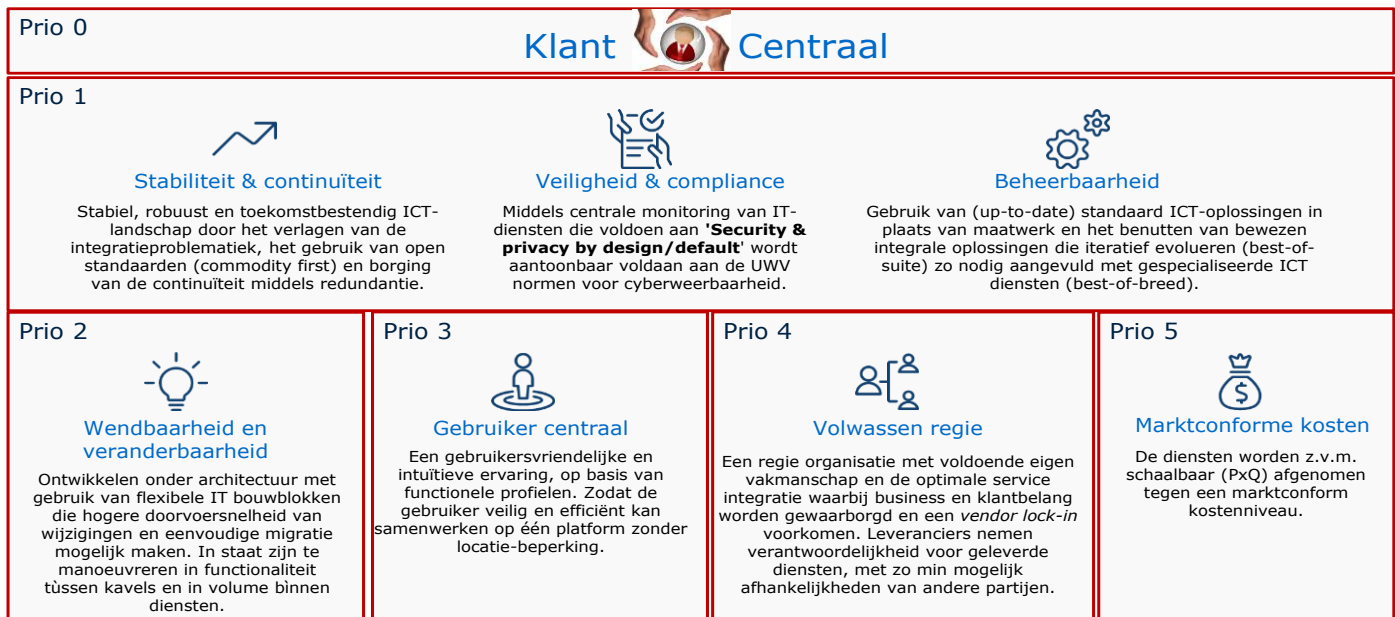 Prio 0
Klant Centraal
Prio 1
Stabiliteit & continuïteit
Stabiel, robuust en toekomstbestendig ICT-
landschap door het verlagen van de
integratieproblematiek, het gebruik van open
standaarden (commodity first) en borging
van de continuïteit middels redundantie.
Veiligheid & compliance
Middels centrale monitoring van IT-
diensten die voldoen aan 'Security &
privacy by design/default' wordt
aantoonbaar voldaan aan de UWV
normen voor cyberweerbaarheid.
Beheerbaarheid
Gebruik van (up-to-date) standaard ICT-oplossingen in
plaats van maatwerk en het benutten van bewezen
integrale oplossingen die iteratief evolueren (best-of-
suite) zo nodig aangevuld met gespecialiseerde ICT
diensten (best-of-breed).
Prio 2
Wendbaarheid en
veranderbaarheid
Ontwikkelen onder architectuur met
gebruik van flexibele IT bouwblokken
die hogere doorvoersnelheid van
wijzigingen en eenvoudige migratie
mogelijk maken. In staat zijn te
manoeuvreren in functionaliteit
tùssen kavels en in volume bìnnen
diensten.
Prio 3
Gebruiker centraal
Een gebruikersvriendelijke en
intuïtieve ervaring, op basis van
functionele profielen. Zodat de
gebruiker veilig en efficiënt kan
samenwerken op één platform zonder
locatie-beperking.
Prio 4
Volwassen regie
Een regie organisatie met voldoende eigen
vakmanschap en de optimale service
integratie waarbij business en klantbelang
worden gewaarborgd en een vendor lock-in
voorkomen. Leveranciers nemen
verantwoordelijkheid voor geleverde
diensten, met zo min mogelijk
afhankelijkheden van andere partijen.
Prio 5
$
Marktconforme kosten
De diensten worden z.v.m.
schaalbaar (PxQ) afgenomen
tegen een marktconform
kostenniveau.